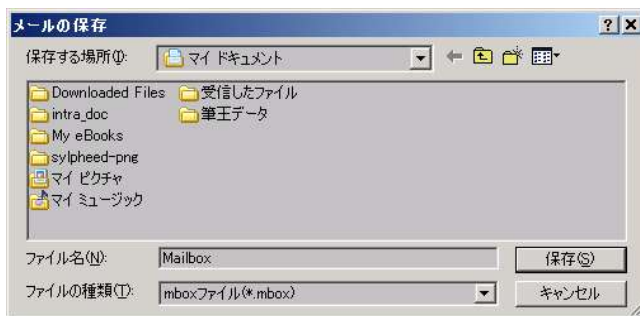 メールの保存
保存する場所(I):
マイ ドキュメント
Downloaded Files
intra_doc
My eBooks
sylpheed-png
マイ ピクチャ
マイ ミュージック
受信したファイル
筆王データ
ファイル名(N):
Mailbox
保存(S)
ファイルの種類(T):
mboxファイル(*.mbox)
キャンセル